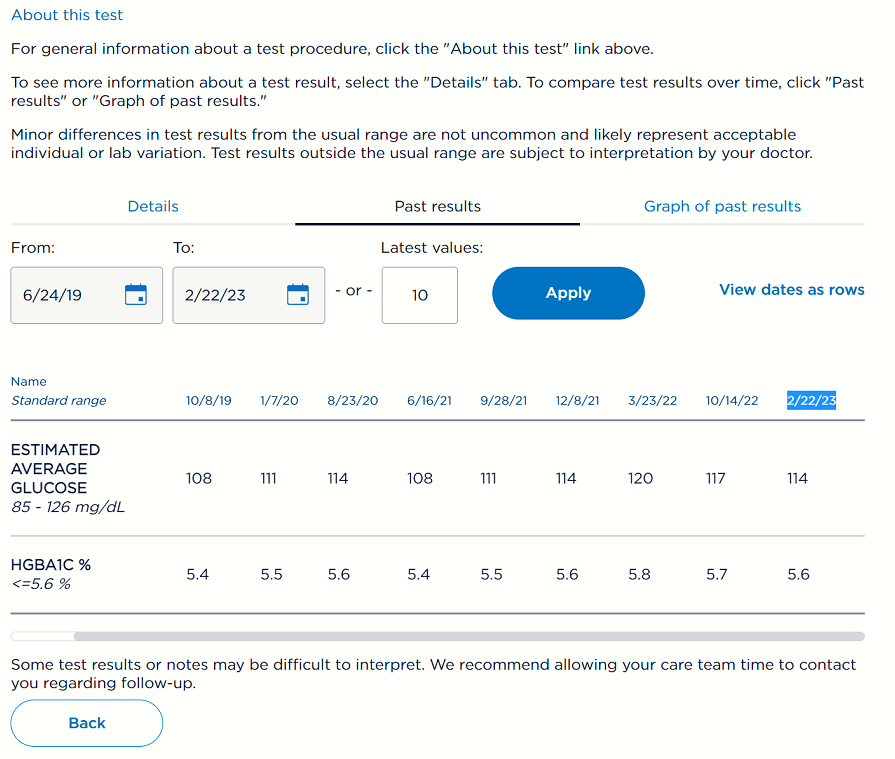 About this test
For general information about a test procedure, click the "About this test" link above.
To see more information about a test result, select the "Details" tab. To compare test results over time, click "Past
results" or "Graph of past results."
Minor differences in test results from the usual range are not uncommon and likely represent acceptable
individual or lab variation. Test results outside the usual range are subject to interpretation by your doctor.
Details Past results Graph of past results
From: To: Latest values:
6/24/19 2/22/23 - or - 10 Apply View dates as rows
Name
Standard range 10/8/19 1/7/20 8/23/20 6/16/21 9/28/21 12/8/21 3/23/22 10/14/22 2/22/23
ESTIMATED
AVERAGE
GLUCOSE
85 - 126 mg/dL
108 111 114 108 111 114 120 117 114
HGBA1C %
<=5.6 %
5.4 5.5 5.6 5.4 5.5 5.6 5.8 5.7 5.6
Some test results or notes may be difficult to interpret. We recommend allowing your care team time to contact
you regarding follow-up.
Back